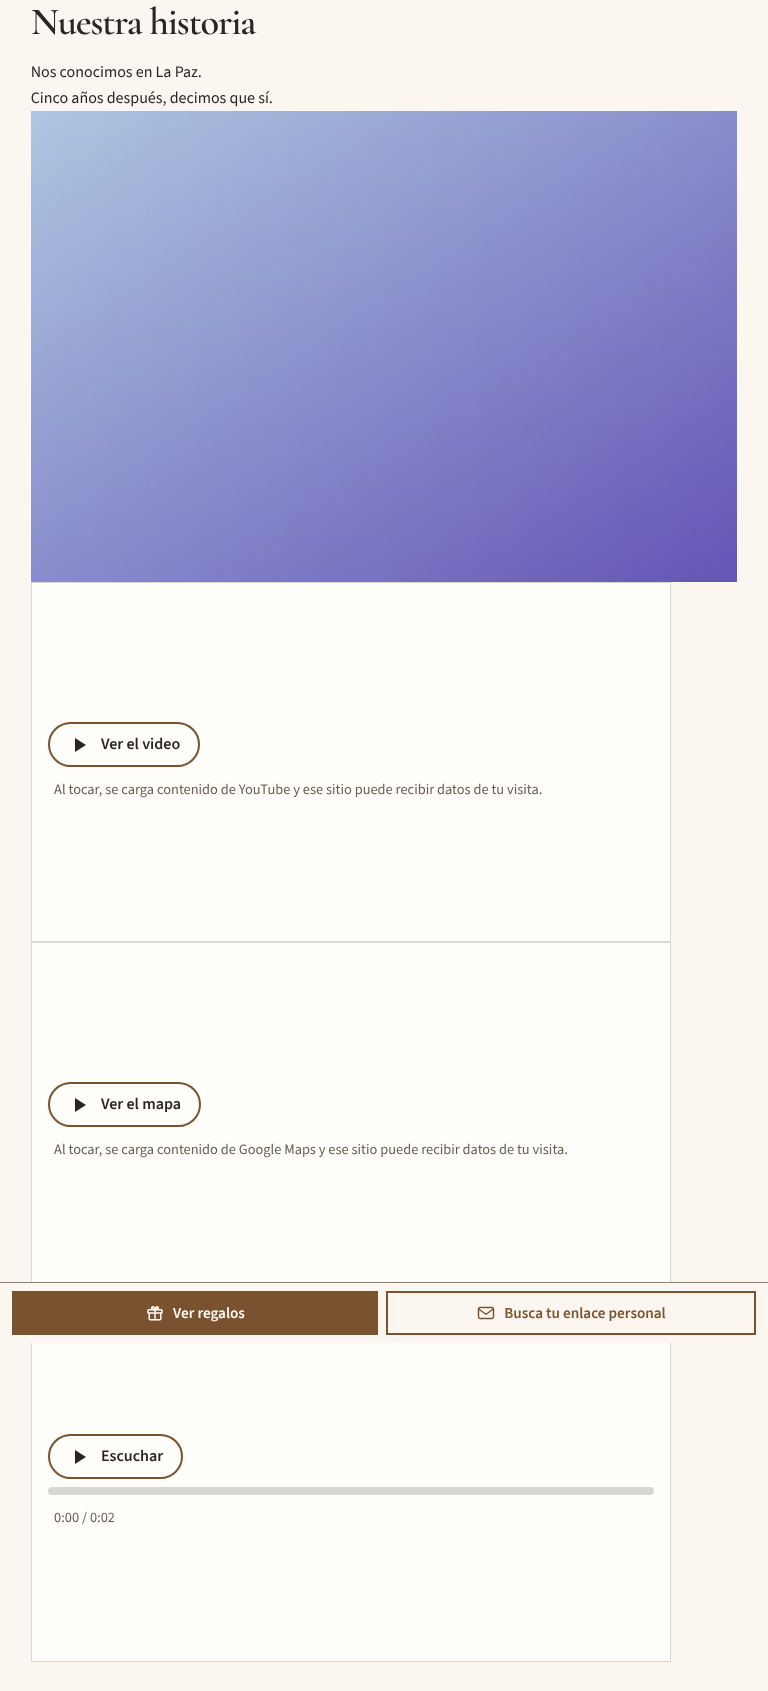 Nuestra historia
Nos conocimos en La Paz.
Cinco años después, decimos que sí.
Ver el video
Al tocar, se carga contenido de YouTube y ese sitio puede recibir datos de tu visita.
Ver el mapa
Al tocar, se carga contenido de Google Maps y ese sitio puede recibir datos de tu visita.
Ver regalos
Busca tu enlace personal
Escuchar
0:00 / 0:02